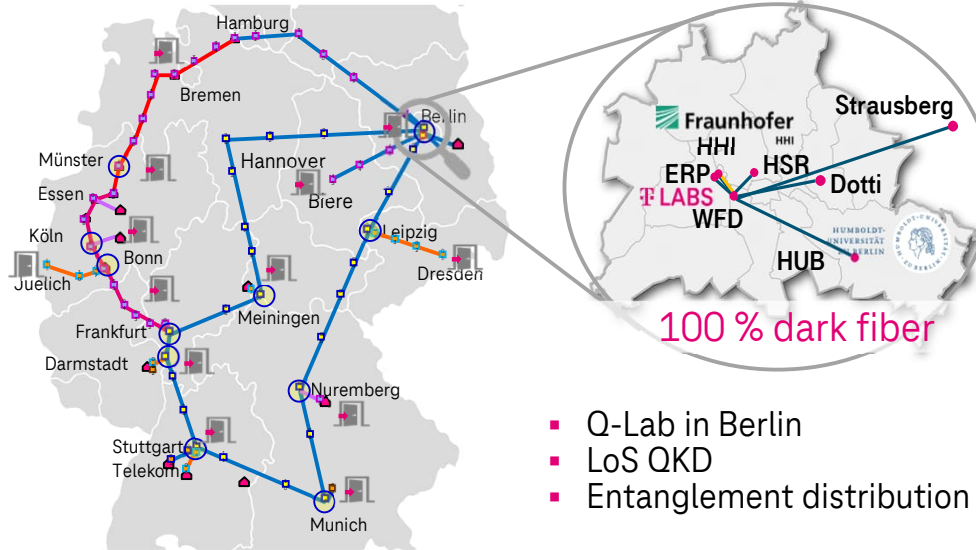 Hamburg
Bremen
Berlin
Münster
Hannover
Essen
Biere
Köln
Leipzig
Bonn
Juelich
Dresden
Meiningen
Frankfurt
Darmstadt
Nuremberg
Stuttgart
Telekom
Munich
Strausberg
Fraunhofer
HHI
HHI
HSR
ERP
Dotti
T LABS
WFD
HUMBOLDT-UNIVERSITÄT
ZU BERLIN
HUB
100 % dark fiber
▪ Q-Lab in Berlin
▪ LoS QKD
▪ Entanglement distribution